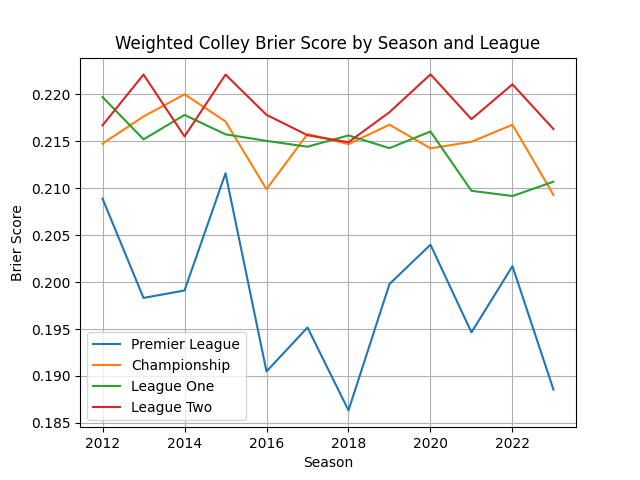 Weighted Colley Brier Score by Season and League
Brier Score
0.220
0.215
0.210
0.205
0.200
0.195
0.190
0.185
Premier League
Championship
League One
League Two
2012 2014 2016 2018 2020 2022
Season